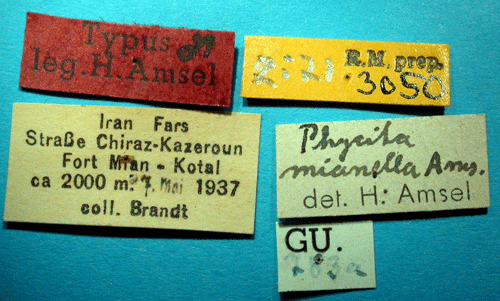 Typus
leg. H. Amsel
R.M. prep.
3050
Iran Fars
Straße Chiraz-Kazeroun
Fort Mian - Kotal
ca 2000 m 27. Mai 1937
coll. Brandt
Phycita
mianella Ams.
det. H. Amsel
GU.